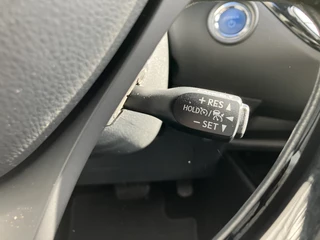 + RES ▲
HOLD
− SET ▼